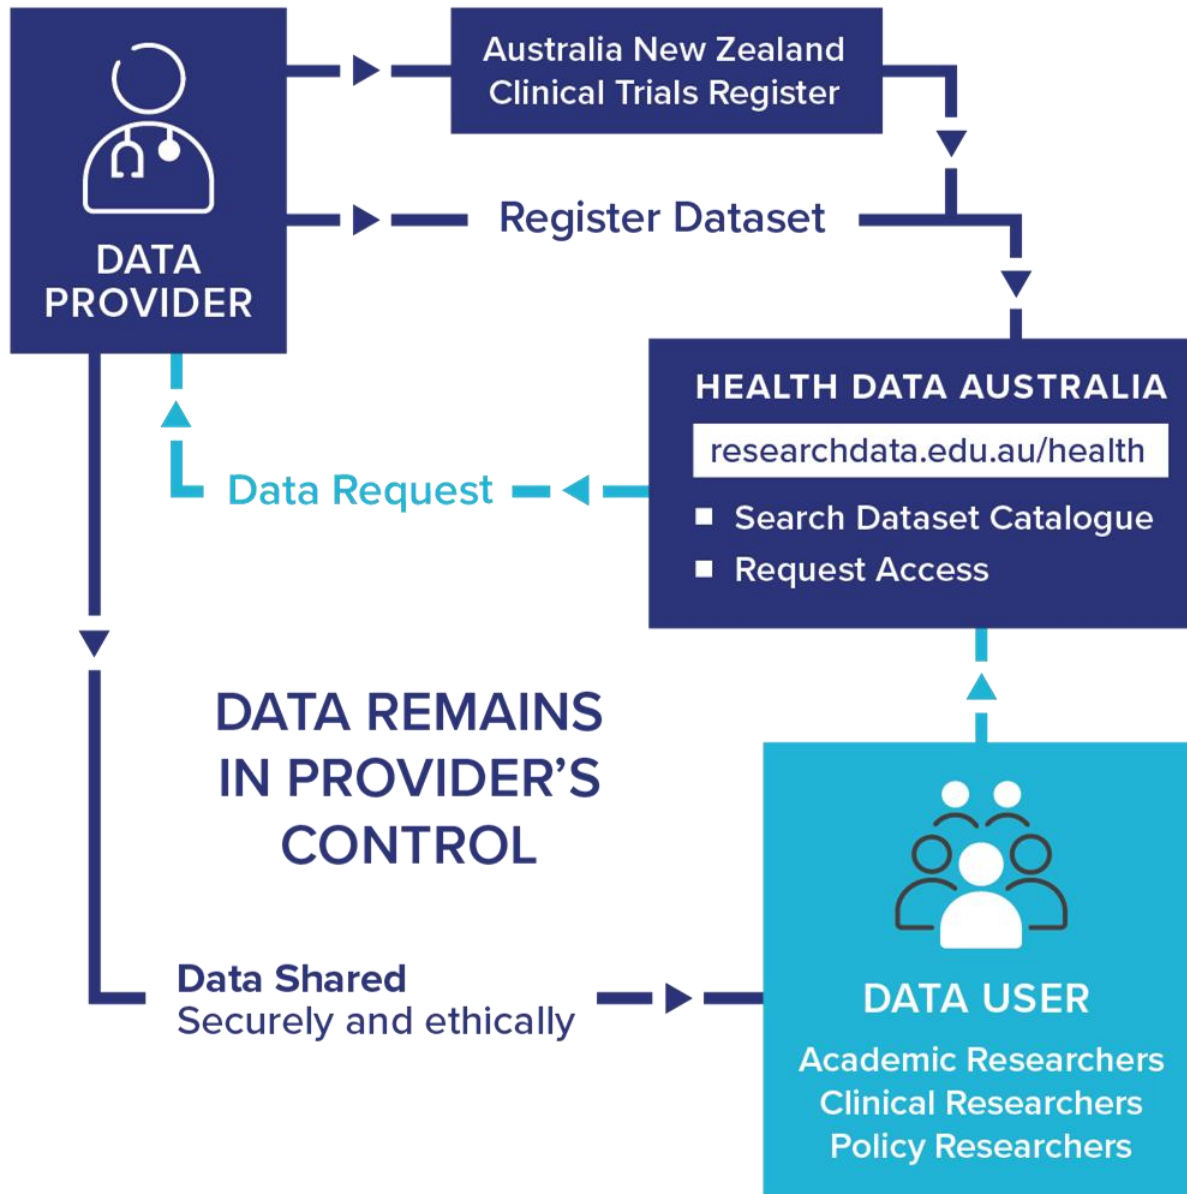 Australia New Zealand
Clinical Trials Register
DATA
PROVIDER
Register Dataset
HEALTH DATA AUSTRALIA
researchdata.edu.au/health
Search Dataset Catalogue
Request Access
Data Request
DATA REMAINS
IN PROVIDER’S
CONTROL
Data Shared
Securely and ethically
DATA USER
Academic Researchers
Clinical Researchers
Policy Researchers